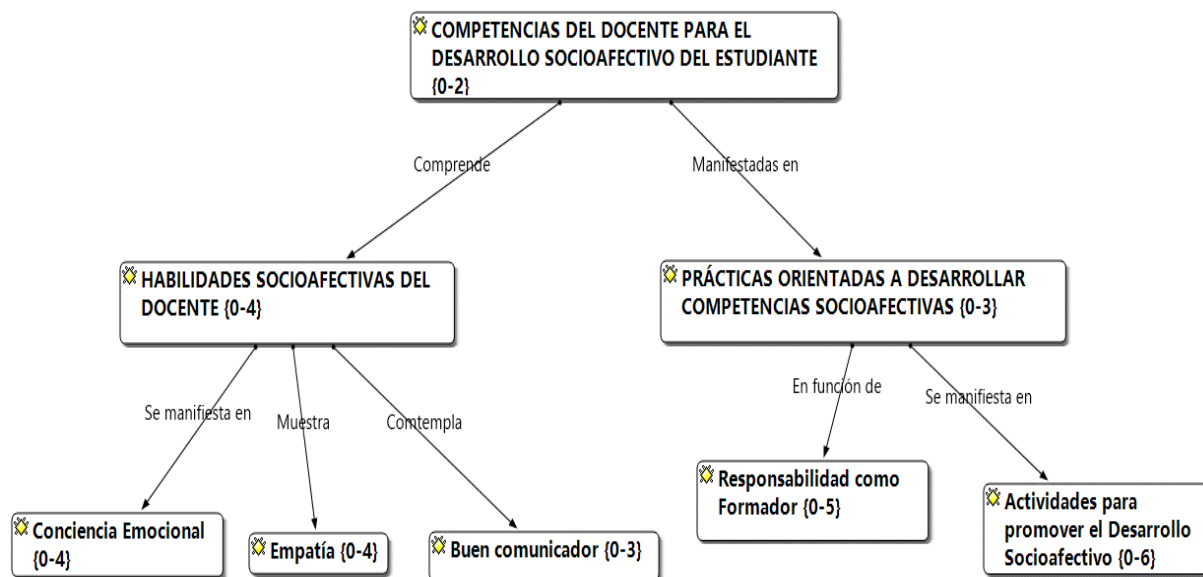 COMPETENCIAS DEL DOCENTE PARA EL
DESARROLLO SOCIOAFECTIVO DEL ESTUDIANTE
{0-2}
Comprende
Manifestadas en
HABILIDADES SOCIOAFECTIVAS DEL
DOCENTE {0-4}
PRÁCTICAS ORIENTADAS A DESARROLLAR
COMPETENCIAS SOCIOAFECTIVAS {0-3}
Se manifiesta en
Muestra
Comtempla
En función de
Se manifiesta en
Conciencia Emocional
{0-4}
Empatía {0-4}
Buen comunicador {0-3}
Responsabilidad como
Formador {0-5}
Actividades para
promover el Desarrollo
Socioafectivo {0-6}